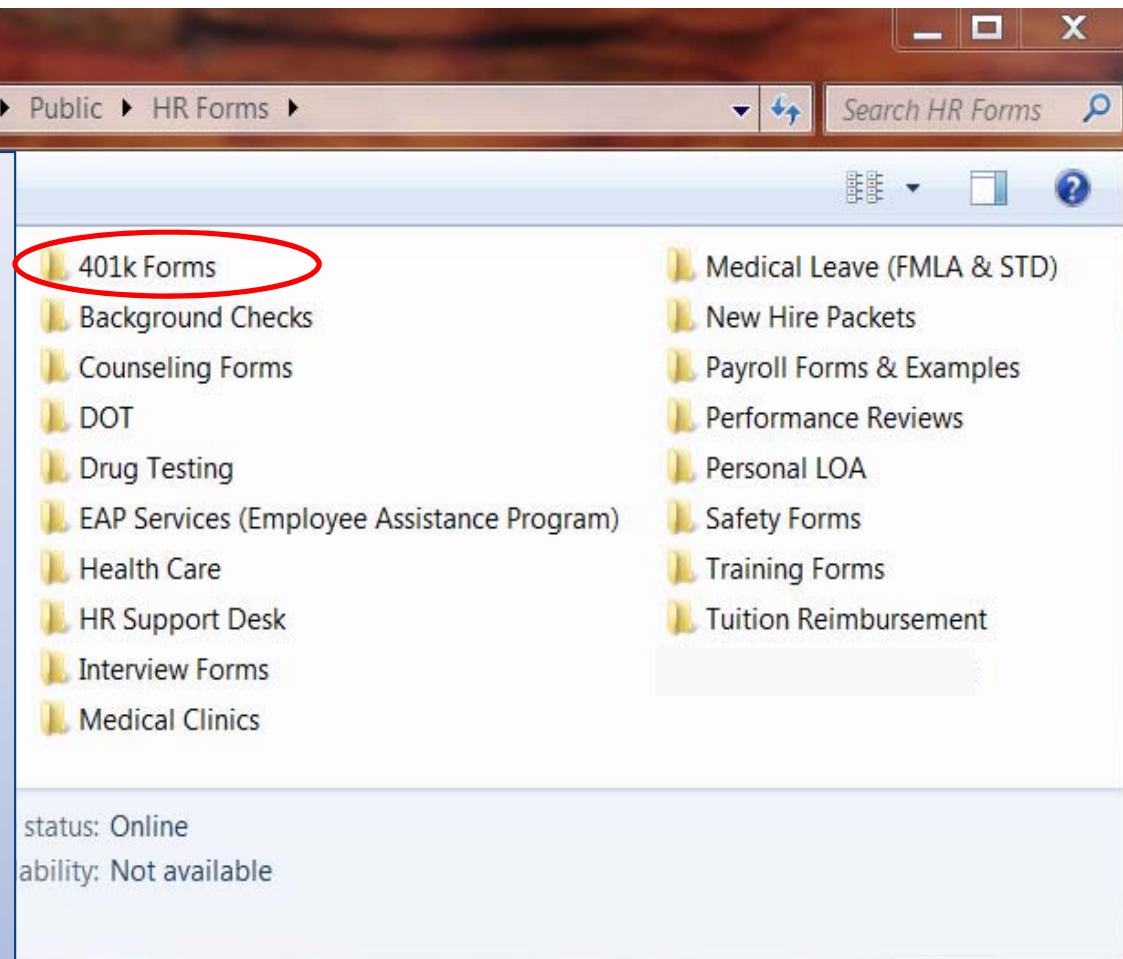 Public ▸ HR Forms ▸
Search HR Forms
401k Forms
Background Checks
Counseling Forms
DOT
Drug Testing
EAP Services (Employee Assistance Program)
Health Care
HR Support Desk
Interview Forms
Medical Clinics
Medical Leave (FMLA & STD)
New Hire Packets
Payroll Forms & Examples
Performance Reviews
Personal LOA
Safety Forms
Training Forms
Tuition Reimbursement
status: Online
ability: Not available